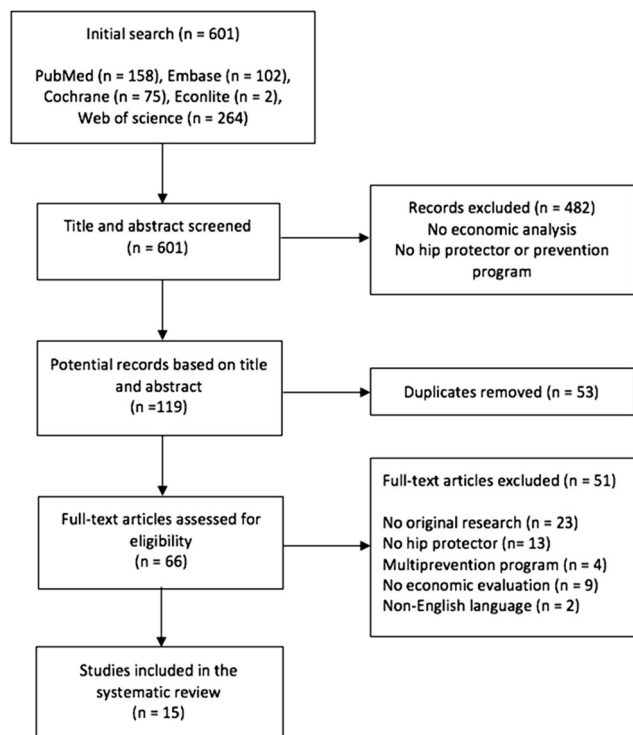 Initial search (n = 601)
PubMed (n = 158), Embase (n = 102),
Cochrane (n = 75), Econlite (n = 2),
Web of science (n = 264)
Title and abstract screened
(n = 601)
Records excluded (n = 482)
No economic analysis
No hip protector or prevention
program
Potential records based on title
and abstract
(n =119)
Duplicates removed (n = 53)
Full-text articles assessed for
eligibility
(n = 66)
Full-text articles excluded (n = 51)
No original research (n = 23)
No hip protector (n= 13)
Multiprevention program (n = 4)
No economic evaluation (n = 9)
Non-English language (n = 2)
Studies included in the
systematic review
(n = 15)